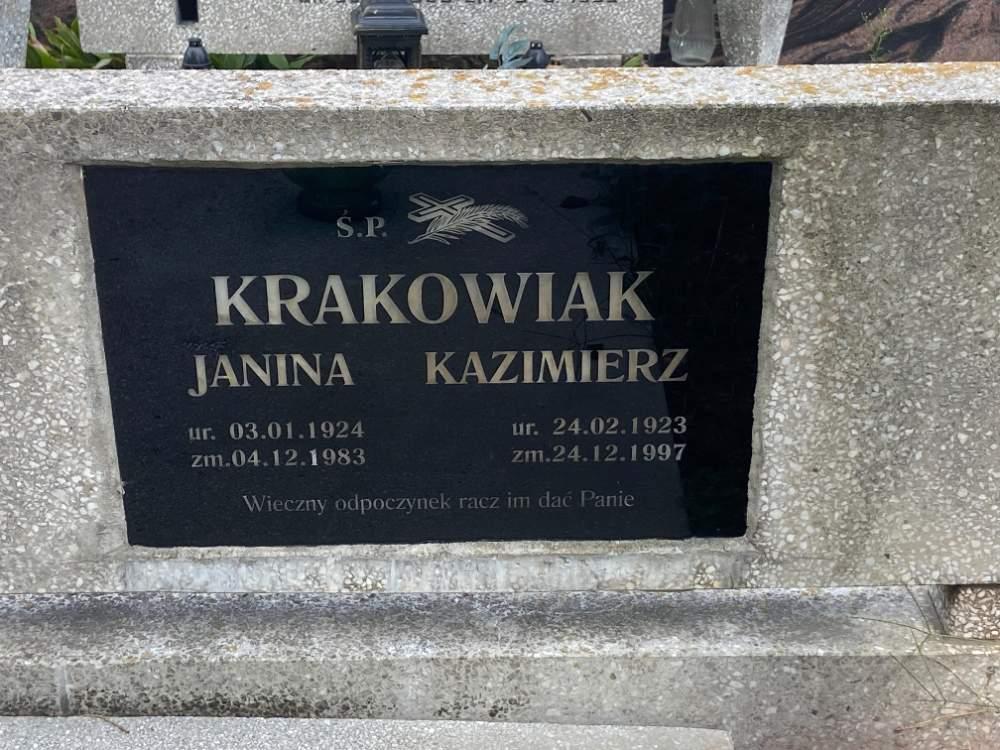 Ś.P.
KRAKOWIAK
JANINA KAZIMIERZ
ur. 03.01.1924 ur. 24.02.1923
zm.04.12.1983 zm.24.12.1997
Wieczny odpoczynek racz im dać Panie